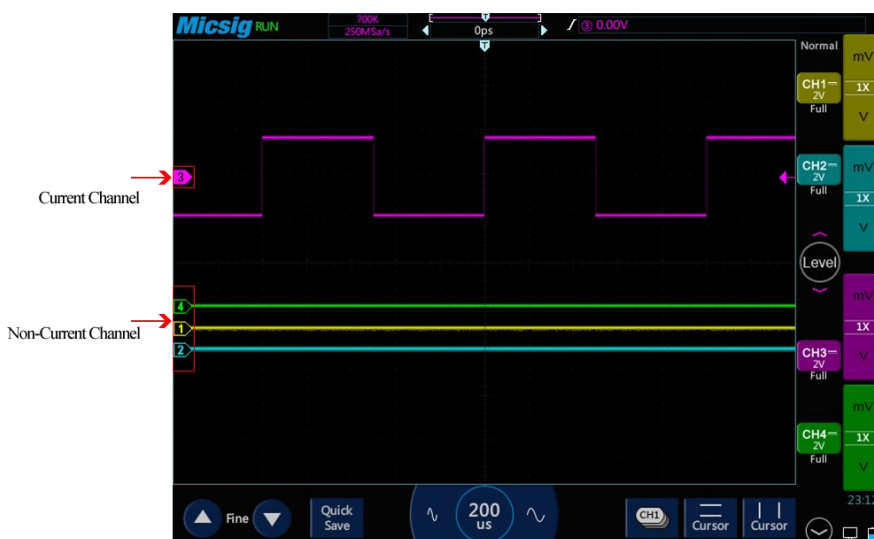 Micsig RUN
700K
250MSa/s
T
0ps
3 0.00V
T
Normal
CH1
2V
Full
mV
1X
V
CH2
2V
Full
mV
1X
V
3
Current Channel
Level
4
1
2
Non-Current Channel
mV
1X
V
CH3
2V
Full
CH4
2V
Full
mV
1X
V
Fine
Quick
Save
200
us
CH1
Cursor
Cursor